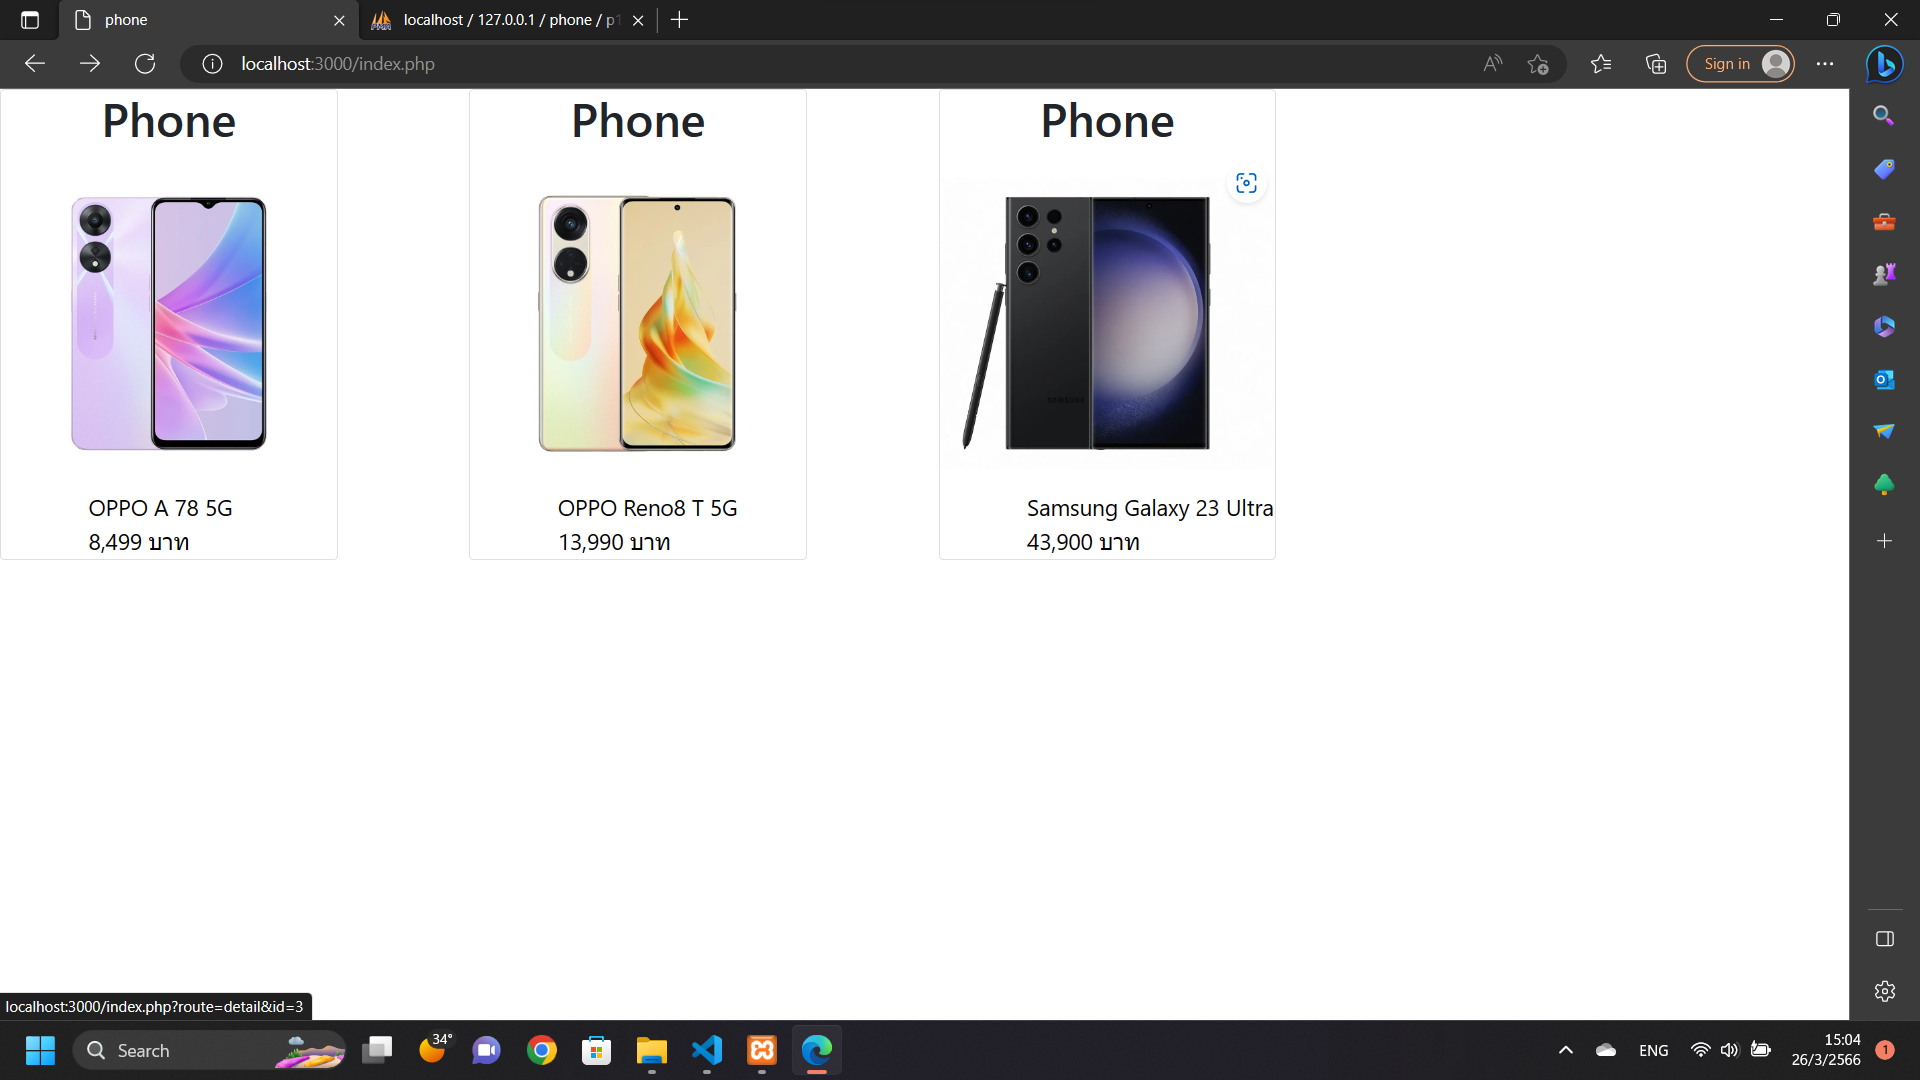 phone
localhost / 127.0.0.1 / phone / p1
localhost:3000/index.php
Sign in
Phone
Phone
Phone
SAMSUNG
OPPO A 78 5G
8,499 บาท
OPPO Reno8 T 5G
13,990 บาท
Samsung Galaxy 23 Ultra
43,900 บาท
localhost:3000/index.php?route=detail&id=3
Search
34°
ENG
15:04
26/3/2566
1